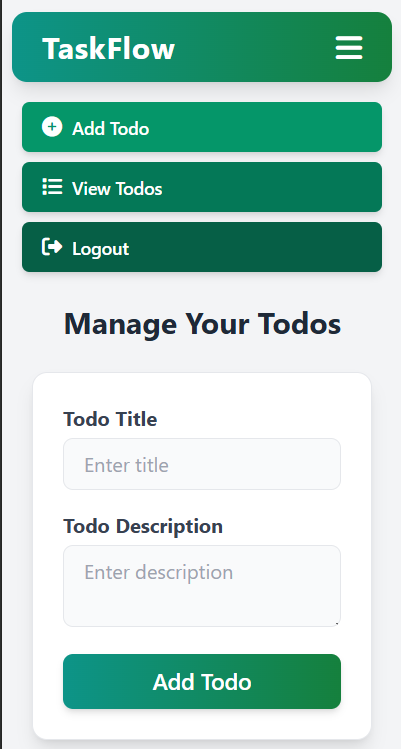 TaskFlow
Add Todo
View Todos
Logout
Manage Your Todos
Todo Title
Enter title
Todo Description
Enter description
Add Todo